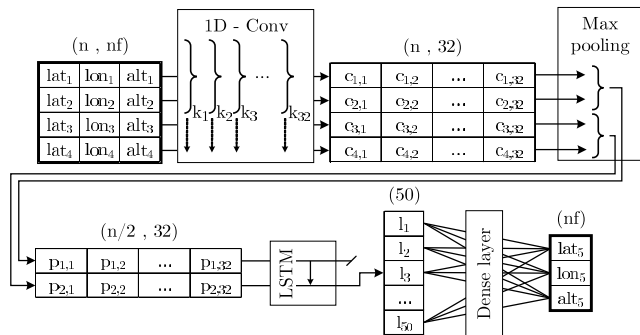 (n , nf)
1D - Conv
(n , 32)
Max
pooling
lat1 lon1 alt1
lat2 lon2 alt2
lat3 lon3 alt3
lat4 lon4 alt4
...
k1 k2 k3 k32
c1,1 c1,2 ... c1,32
c2,1 c2,2 ... c2,32
c3,1 c3,2 ... c3,32
c4,1 c4,2 ... c4,32
(n/2 , 32)
p1,1 p1,2 ... p1,32
p2,1 p2,2 ... p2,32
LSTM
(50)
l1
l2
l3
...
l50
Dense layer
(nf)
lat5
lon5
alt5